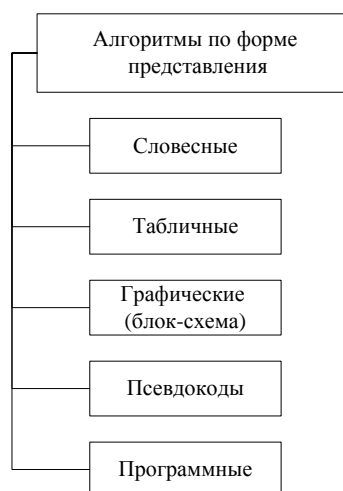 Алгоритмы по форме
представления
Словесные
Табличные
Графические
(блок-схема)
Псевдокоды
Программные